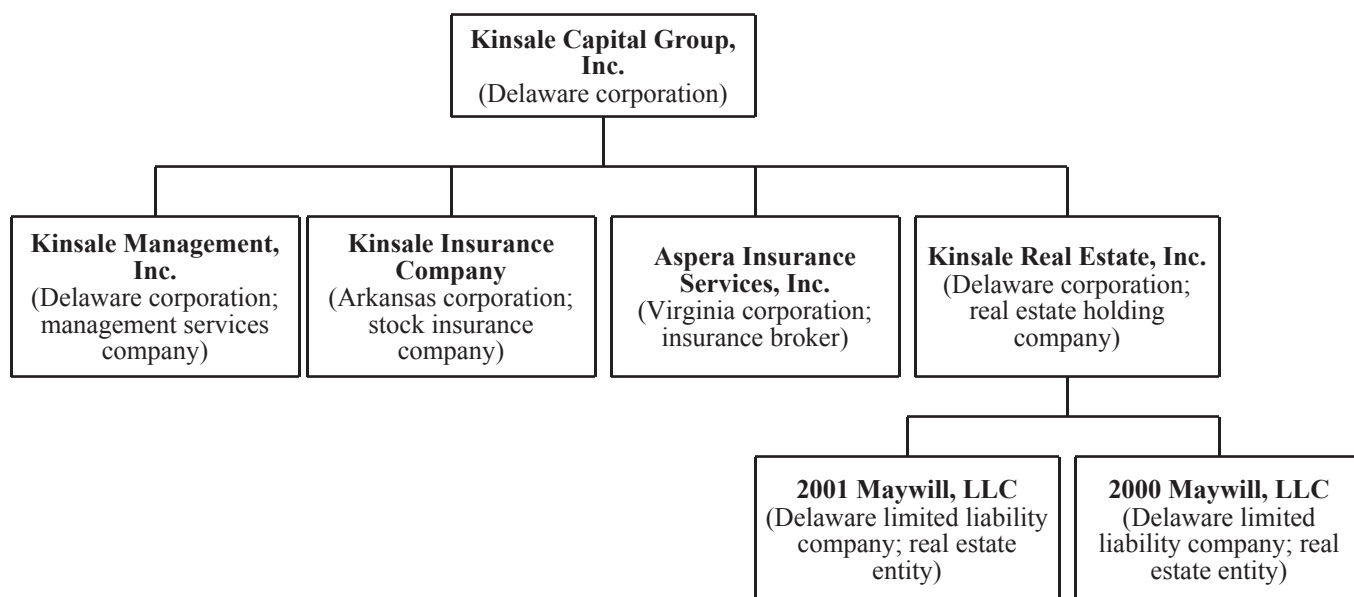 Kinsale Capital Group,
Inc.
(Delaware corporation)
Kinsale Management,
Inc.
(Delaware corporation;
management services
company)
Kinsale Insurance
Company
(Arkansas corporation;
stock insurance
company)
Aspera Insurance
Services, Inc.
(Virginia corporation;
insurance broker)
Kinsale Real Estate, Inc.
(Delaware corporation;
real estate holding
company)
2001 Maywill, LLC
(Delaware limited liability
company; real estate
entity)
2000 Maywill, LLC
(Delaware limited
liability company; real
estate entity)